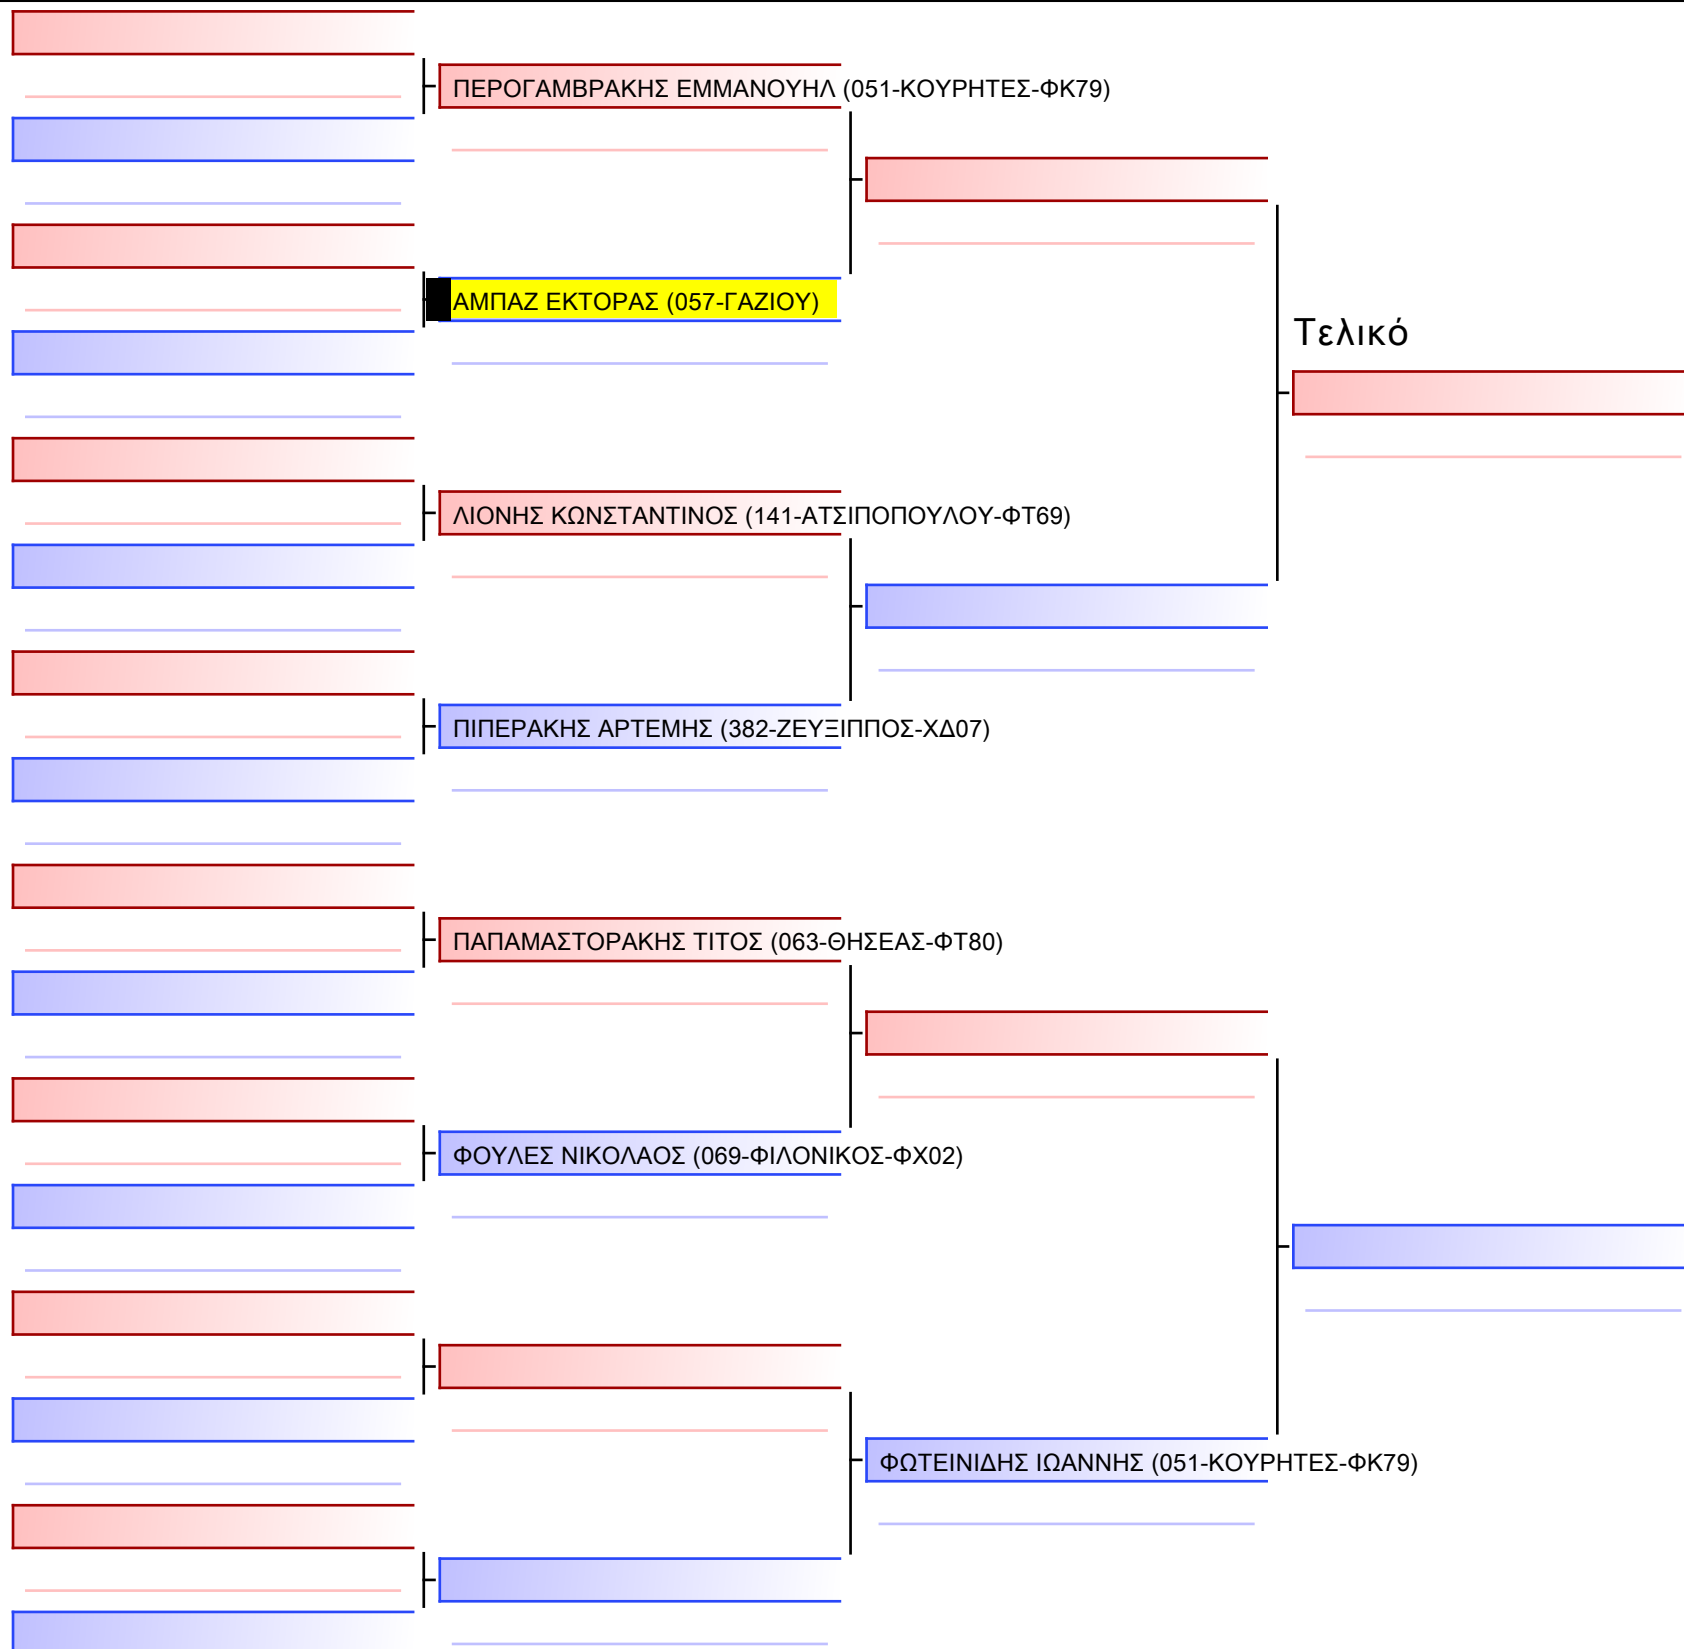 ΠΕΡΟΓΑΜΒΡΑΚΗΣ ΕΜΜΑΝΟΥΗΛ (051-ΚΟΥΡΗΤΕΣ-ΦΚ79)
ΑΜΠΑΖ ΕΚΤΟΡΑΣ (057-ΓΑΖΙΟΥ)
Τελικό
ΛΙΟΝΗΣ ΚΩΝΣΤΑΝΤΙΝΟΣ (141-ΑΤΣΙΠΟΠΟΥΛΟΥ-ΦΤ69)
ΠΙΠΕΡΑΚΗΣ ΑΡΤΕΜΗΣ (382-ΖΕΥΞΙΠΠΟΣ-ΧΔ07)
ΠΑΠΑΜΑΣΤΟΡΑΚΗΣ ΤΙΤΟΣ (063-ΘΗΣΕΑΣ-ΦΤ80)
ΦΟΥΛΕΣ ΝΙΚΟΛΑΟΣ (069-ΦΙΛΟΝΙΚΟΣ-ΦΧ02)
ΦΩΤΕΙΝΙΔΗΣ ΙΩΑΝΝΗΣ (051-ΚΟΥΡΗΤΕΣ-ΦΚ79)